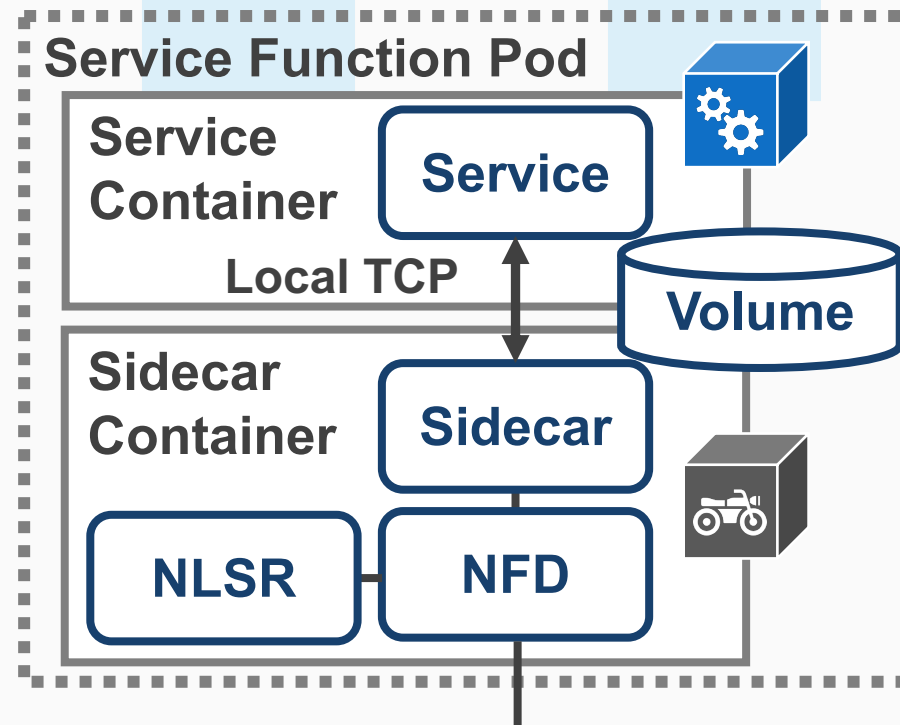 Service Function Pod
Service
Container
Service
Local TCP
Volume
Sidecar
Container
Sidecar
NLSR
NFD